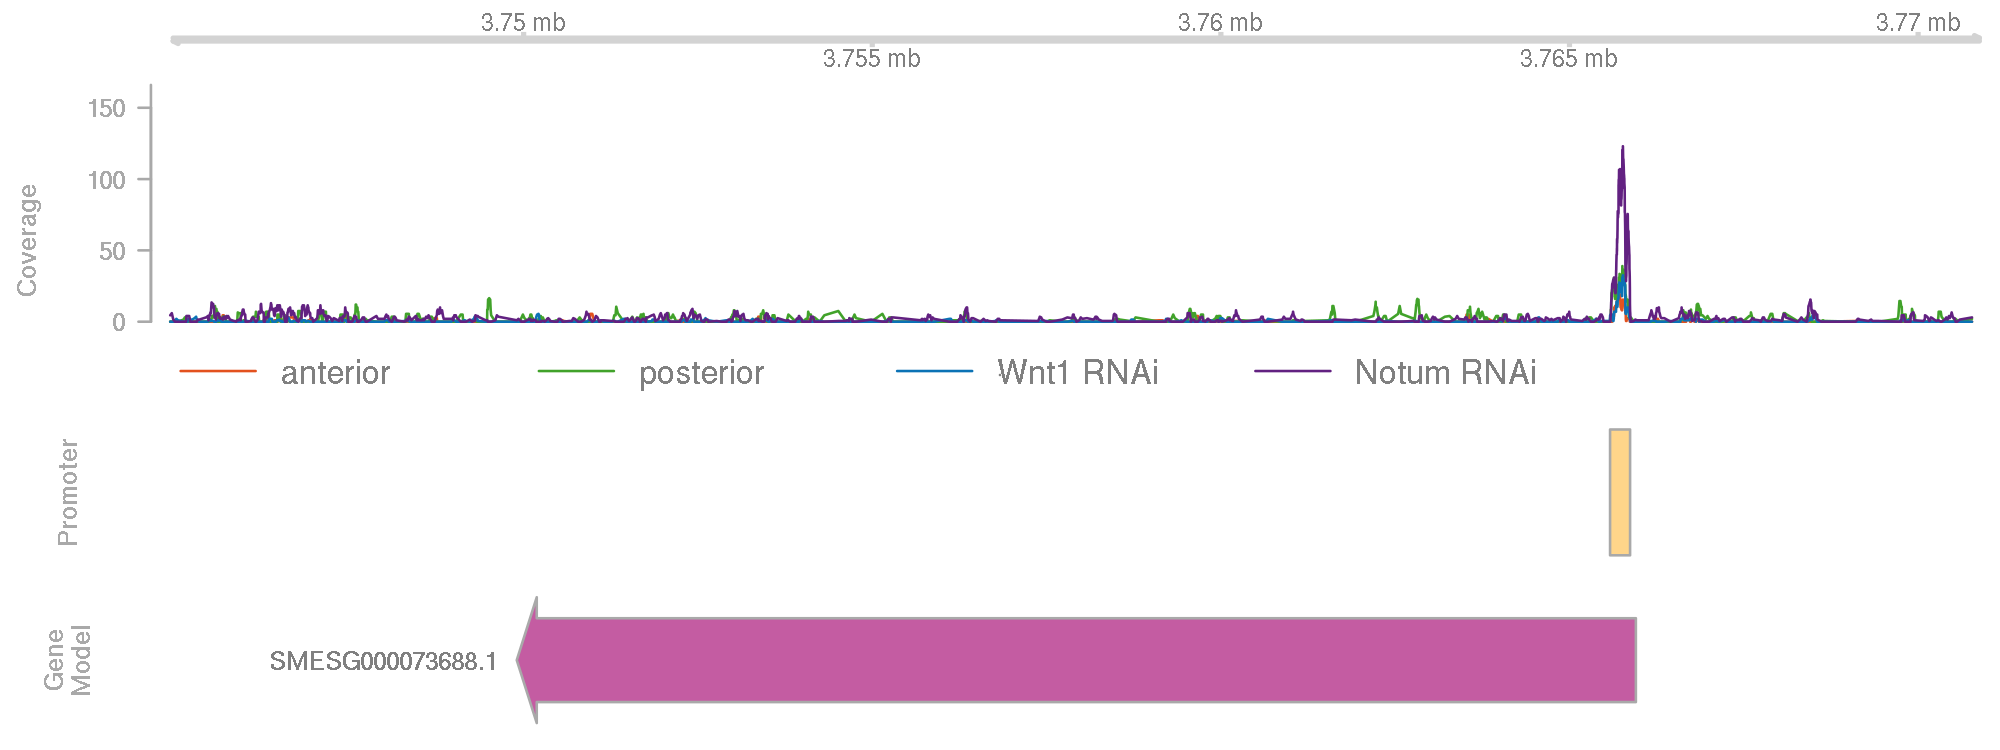 3.75 mb
3.76 mb
3.77 mb
3.755 mb
3.765 mb
Coverage
150
100
50
0
anterior
posterior
Wnt1 RNAi
Notum RNAi
Promoter
Gene
Model
SMESG000073688.1